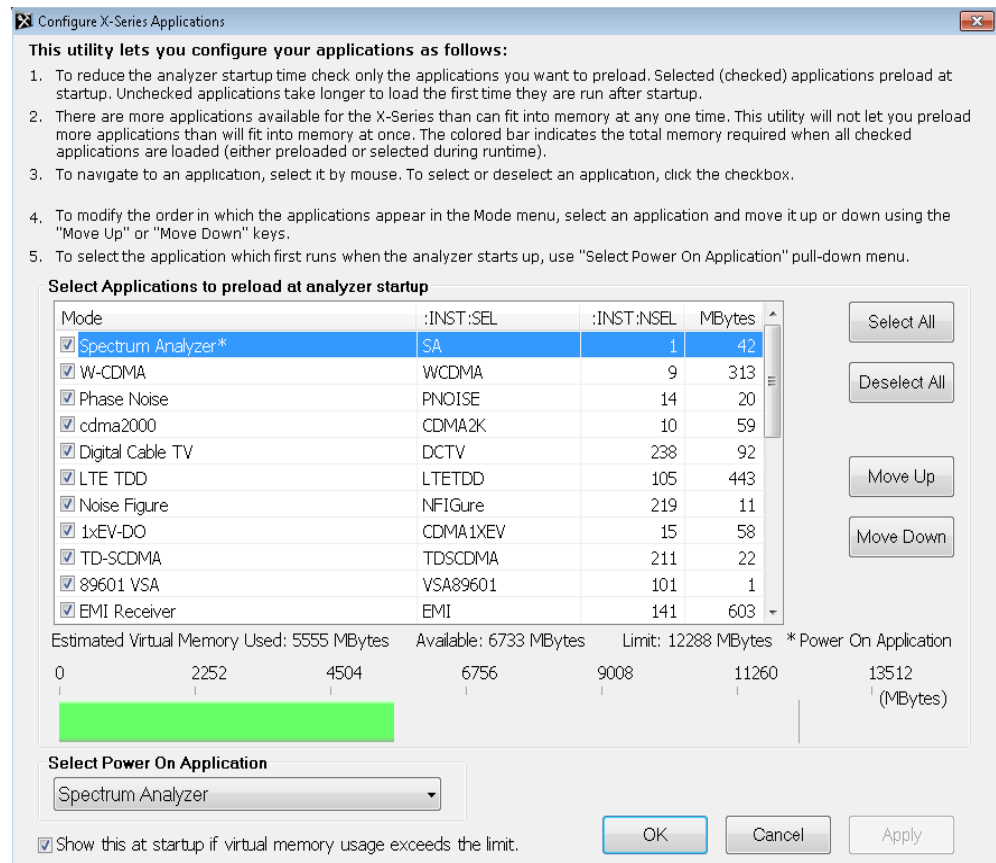 Configure X-Series Applications
This utility lets you configure your applications as follows:
1. To reduce the analyzer startup time check only the applications you want to preload. Selected (checked) applications preload at
startup. Unchecked applications take longer to load the first time they are run after startup.
2. There are more applications available for the X-Series than can fit into memory at any one time. This utility will not let you preload
more applications than will fit into memory at once. The colored bar indicates the total memory required when all checked
applications are loaded (either preloaded or selected during runtime).
3. To navigate to an application, select it by mouse. To select or deselect an application, click the checkbox.
4. To modify the order in which the applications appear in the Mode menu, select an application and move it up or down using the
"Move Up" or "Move Down" keys.
5. To select the application which first runs when the analyzer starts up, use "Select Power On Application" pull-down menu.
Select Applications to preload at analyzer startup
Mode :INST:SEL :INST:NSEL MBytes
Spectrum Analyzer* SA 1 42
W-CDMA WCDMA 9 313
Phase Noise PNOISE 14 20
cdma2000 CDMA2K 10 59
Digital Cable TV DCTV 238 92
LTE TDD LTETDD 105 443
Noise Figure NFIGure 219 11
1xEV-DO CDMA1XEV 15 58
TD-SCDMA TDSCDMA 211 22
89601 VSA VSA89601 101 1
EMI Receiver EMI 141 603
Select All
Deselect All
Move Up
Move Down
Estimated Virtual Memory Used: 5555 MBytes Available: 6733 MBytes Limit: 12288 MBytes * Power On Application
0 2252 4504 6756 9008 11260 13512
(MBytes)
Select Power On Application
Spectrum Analyzer
Show this at startup if virtual memory usage exceeds the limit.
OK Cancel Apply